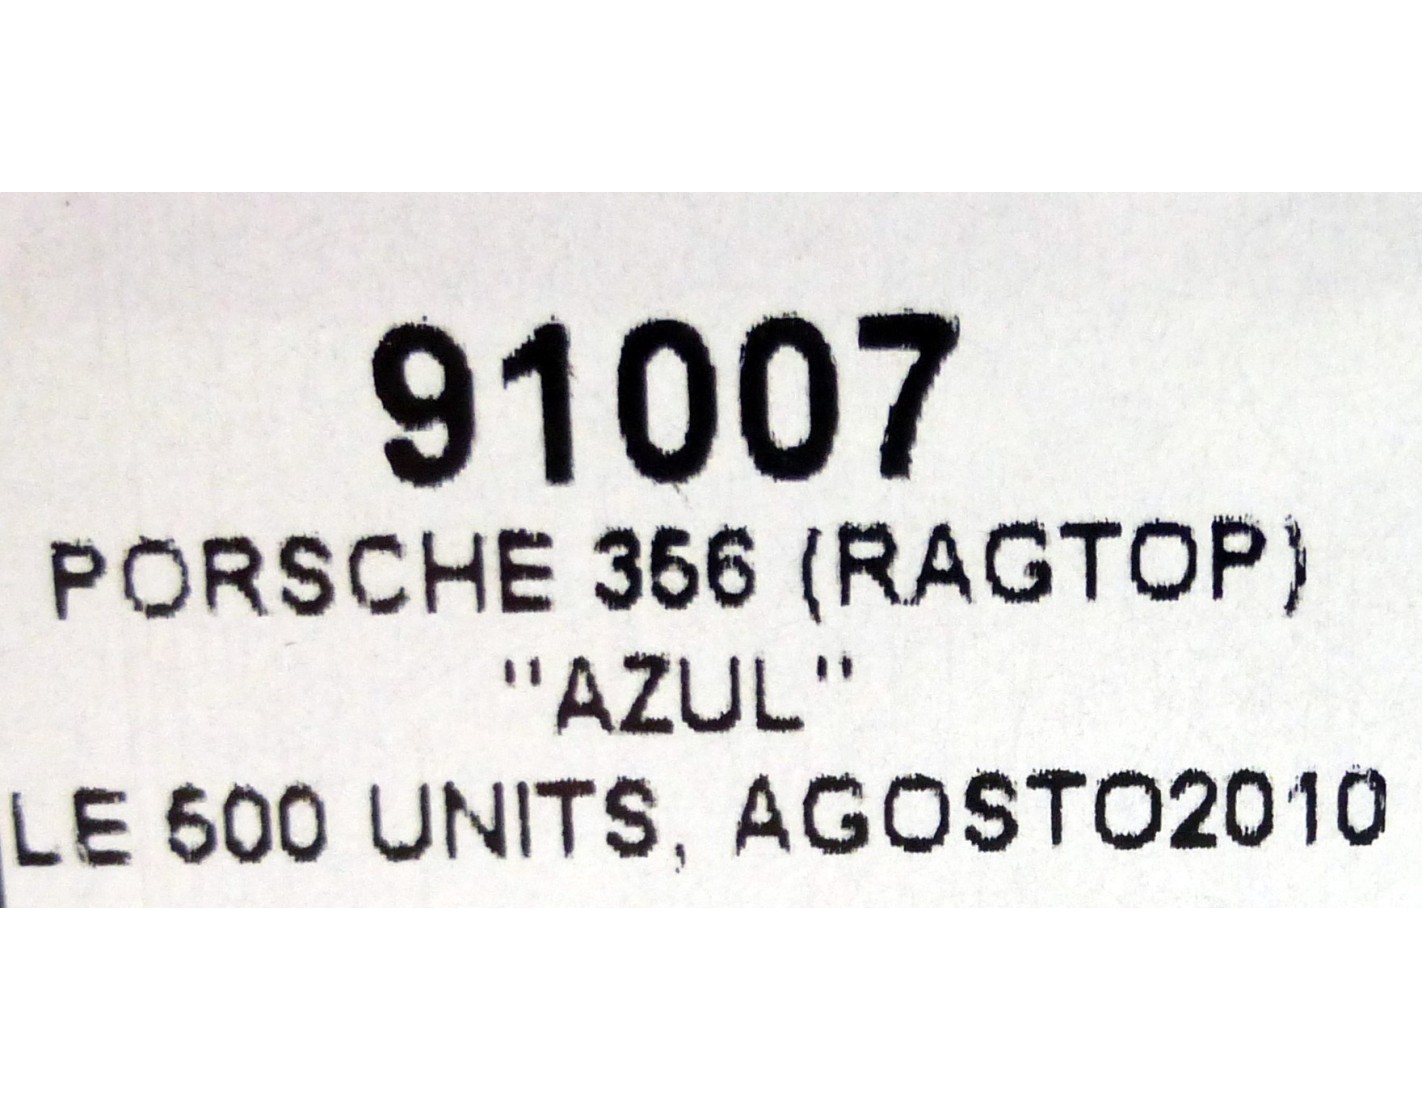 91007
PORSCHE 356 (RAGTOP)
"AZUL"
LE 500 UNITS, AGOSTO2010